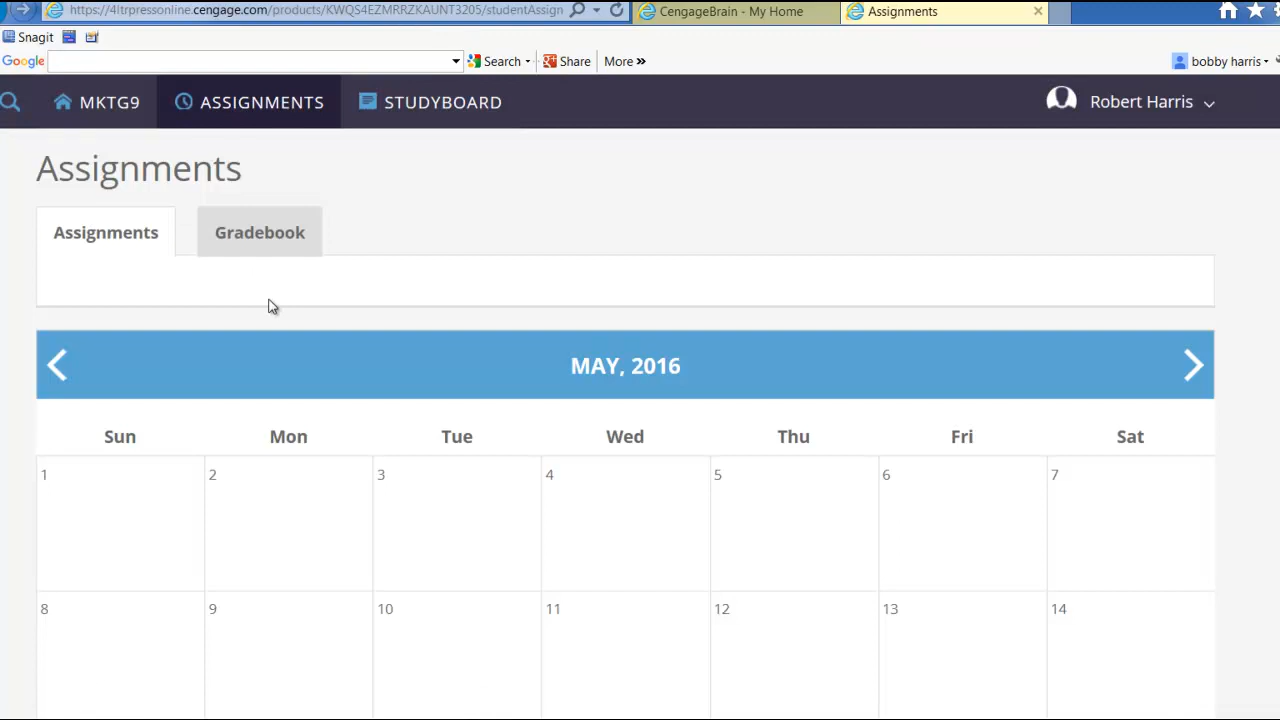 https://4ltrpressonline.cengage.com/products/KWQS4EZMRRZKAUNT3205/studentAssign
CengageBrain - My Home
Assignments
Snagit
Google
Search
Share
More »
bobby harris
MKTG9
ASSIGNMENTS
STUDYBOARD
Robert Harris
Assignments
Assignments
Gradebook
MAY, 2016
Sun Mon Tue Wed Thu Fri Sat
1 2 3 4 5 6 7
8 9 10 11 12 13 14